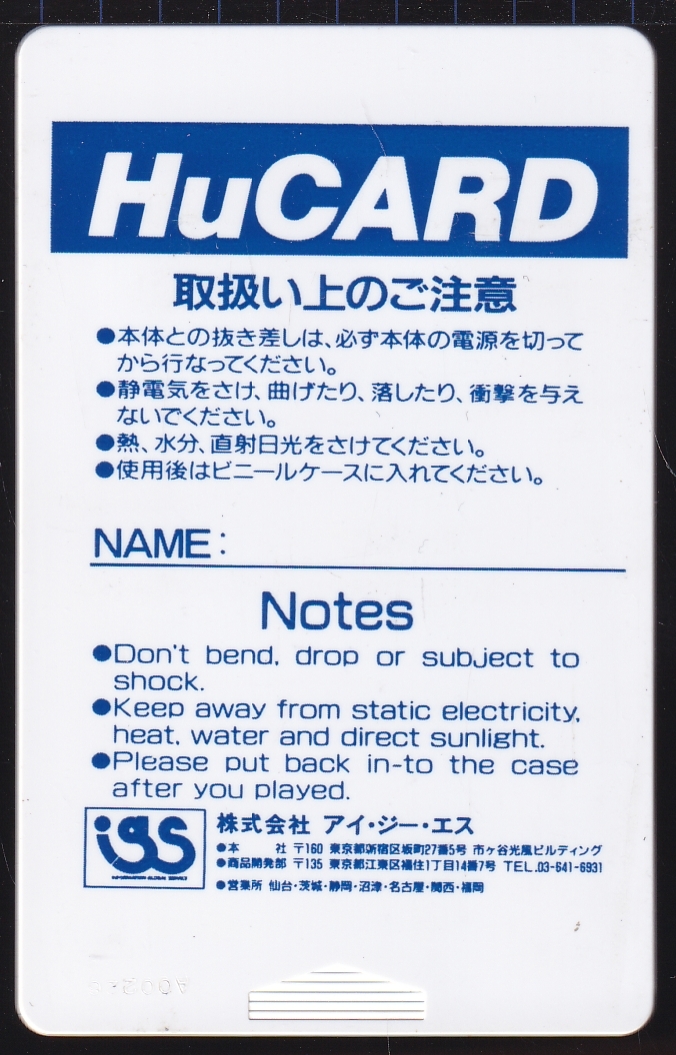 HuCARD
取扱い上のご注意
●本体との抜き差しは、必ず本体の電源を切って
から行なってください。
●静電気をさけ、曲げたり、落したり、衝撃を与え
ないでください。
●熱、水分、直射日光をさけてください。
●使用後はビニールケースに入れてください。
NAME:
Notes
●Don't bend, drop or subject to
shock.
●Keep away from static electricity,
heat, water and direct sunlight.
●Please put back in-to the case
after you played.
igs
INFORMATION GLOBAL SERVICE
株式会社 アイ・ジー・エス
●本 社 〒160 東京都新宿区坂町27番5号 市ヶ谷光風ビルディング
●商品開発部 〒135 東京都江東区福住1丁目14番7号 TEL.03-641-6931
●営業所 仙台・茨城・静岡・沼津・名古屋・関西・福岡